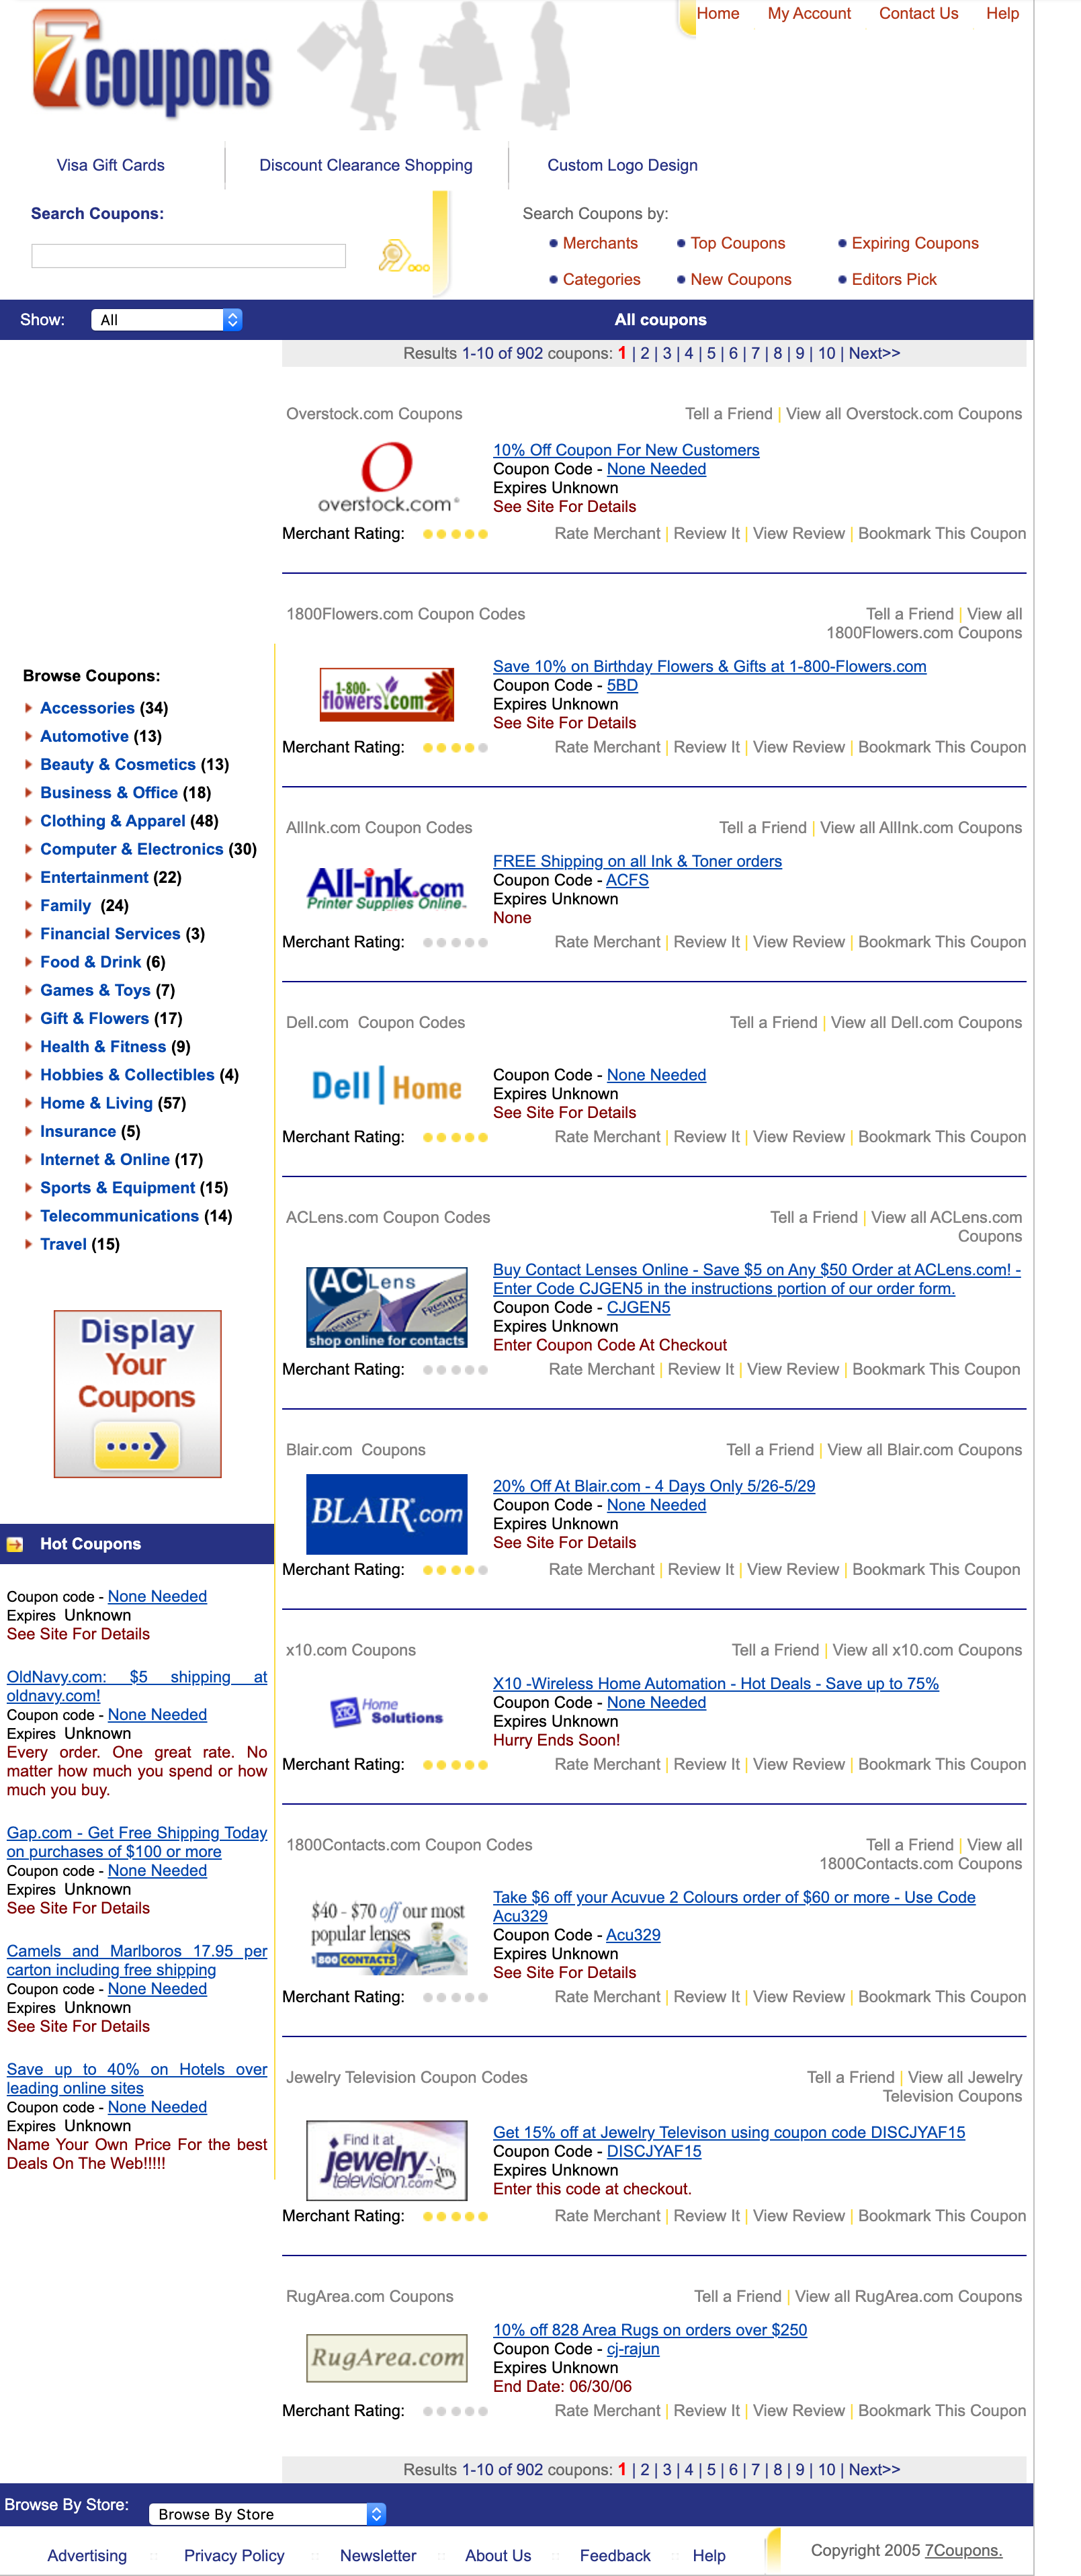 7coupons
Home My Account Contact Us Help
Visa Gift Cards Discount Clearance Shopping Custom Logo Design
Search Coupons:
Search Coupons by:
Merchants Top Coupons Expiring Coupons
Categories New Coupons Editors Pick
Show: All
All coupons
Results 1-10 of 902 coupons: 1 | 2 | 3 | 4 | 5 | 6 | 7 | 8 | 9 | 10 | Next>>
Browse Coupons:
Accessories (34)
Automotive (13)
Beauty & Cosmetics (13)
Business & Office (18)
Clothing & Apparel (48)
Computer & Electronics (30)
Entertainment (22)
Family (24)
Financial Services (3)
Food & Drink (6)
Games & Toys (7)
Gift & Flowers (17)
Health & Fitness (9)
Hobbies & Collectibles (4)
Home & Living (57)
Insurance (5)
Internet & Online (17)
Sports & Equipment (15)
Telecommunications (14)
Travel (15)
Display
Your
Coupons
Hot Coupons
Coupon code - None Needed
Expires Unknown
See Site For Details
OldNavy.com: $5 shipping at
oldnavy.com!
Coupon code - None Needed
Expires Unknown
Every order. One great rate. No
matter how much you spend or how
much you buy.
Gap.com - Get Free Shipping Today
on purchases of $100 or more
Coupon code - None Needed
Expires Unknown
See Site For Details
Camels and Marlboros 17.95 per
carton including free shipping
Coupon code - None Needed
Expires Unknown
See Site For Details
Save up to 40% on Hotels over
leading online sites
Coupon code - None Needed
Expires Unknown
Name Your Own Price For the best
Deals On The Web!!!!!
Overstock.com Coupons Tell a Friend | View all Overstock.com Coupons
overstock.com®
10% Off Coupon For New Customers
Coupon Code - None Needed
Expires Unknown
See Site For Details
Merchant Rating: Rate Merchant | Review It | View Review | Bookmark This Coupon
1800Flowers.com Coupon Codes Tell a Friend | View all
1800Flowers.com Coupons
1-800-
flowers.com
Save 10% on Birthday Flowers & Gifts at 1-800-Flowers.com
Coupon Code - 5BD
Expires Unknown
See Site For Details
Merchant Rating: Rate Merchant | Review It | View Review | Bookmark This Coupon
AllInk.com Coupon Codes Tell a Friend | View all AllInk.com Coupons
All-ink.com
Printer Supplies Online™
FREE Shipping on all Ink & Toner orders
Coupon Code - ACFS
Expires Unknown
None
Merchant Rating: Rate Merchant | Review It | View Review | Bookmark This Coupon
Dell.com Coupon Codes Tell a Friend | View all Dell.com Coupons
Dell | Home
Coupon Code - None Needed
Expires Unknown
See Site For Details
Merchant Rating: Rate Merchant | Review It | View Review | Bookmark This Coupon
ACLens.com Coupon Codes Tell a Friend | View all ACLens.com
Coupons
AC Lens
FRESHLOOK
shop online for contacts
Buy Contact Lenses Online - Save $5 on Any $50 Order at ACLens.com! -
Enter Code CJGEN5 in the instructions portion of our order form.
Coupon Code - CJGEN5
Expires Unknown
Enter Coupon Code At Checkout
Merchant Rating: Rate Merchant | Review It | View Review | Bookmark This Coupon
Blair.com Coupons Tell a Friend | View all Blair.com Coupons
BLAIR®.com
20% Off At Blair.com - 4 Days Only 5/26-5/29
Coupon Code - None Needed
Expires Unknown
See Site For Details
Merchant Rating: Rate Merchant | Review It | View Review | Bookmark This Coupon
x10.com Coupons Tell a Friend | View all x10.com Coupons
X10 Home
Solutions
X10 -Wireless Home Automation - Hot Deals - Save up to 75%
Coupon Code - None Needed
Expires Unknown
Hurry Ends Soon!
Merchant Rating: Rate Merchant | Review It | View Review | Bookmark This Coupon
1800Contacts.com Coupon Codes Tell a Friend | View all
1800Contacts.com Coupons
$40 - $70 off our most
popular lenses
1 800 CONTACTS
Take $6 off your Acuvue 2 Colours order of $60 or more - Use Code
Acu329
Coupon Code - Acu329
Expires Unknown
See Site For Details
Merchant Rating: Rate Merchant | Review It | View Review | Bookmark This Coupon
Jewelry Television Coupon Codes Tell a Friend | View all Jewelry
Television Coupons
Find it at
jewelry
television.com
Get 15% off at Jewelry Televison using coupon code DISCJYAF15
Coupon Code - DISCJYAF15
Expires Unknown
Enter this code at checkout.
Merchant Rating: Rate Merchant | Review It | View Review | Bookmark This Coupon
RugArea.com Coupons Tell a Friend | View all RugArea.com Coupons
RugArea.com
10% off 828 Area Rugs on orders over $250
Coupon Code - cj-rajun
Expires Unknown
End Date: 06/30/06
Merchant Rating: Rate Merchant | Review It | View Review | Bookmark This Coupon
Results 1-10 of 902 coupons: 1 | 2 | 3 | 4 | 5 | 6 | 7 | 8 | 9 | 10 | Next>>
Browse By Store: Browse By Store
Advertising :: Privacy Policy :: Newsletter :: About Us :: Feedback :: Help
Copyright 2005 7Coupons.